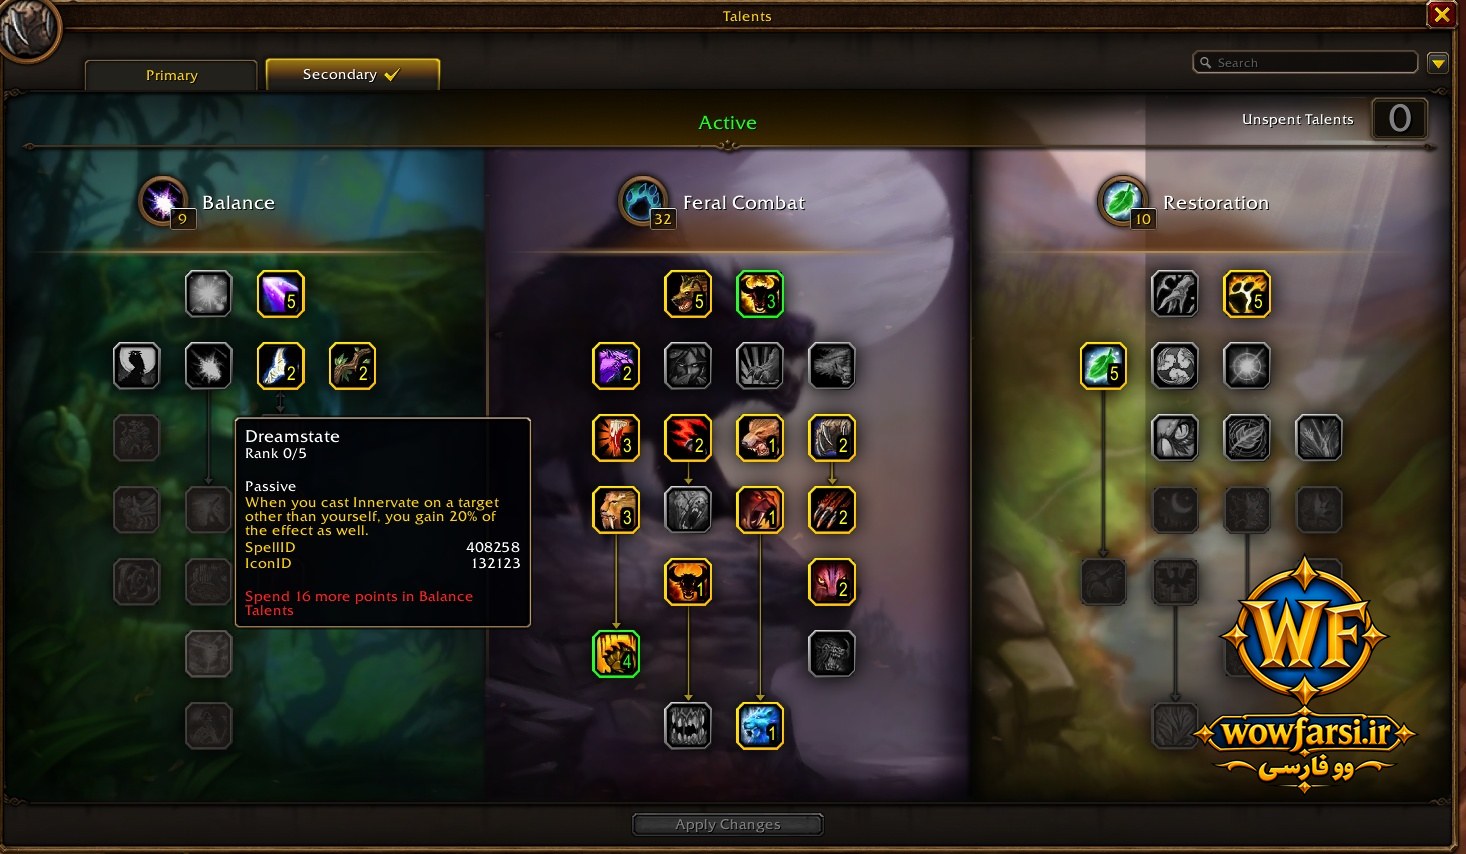 Talents
Primary
Secondary
Search
Active
Unspent Talents 0
Balance
9
Feral Combat
32
Restoration
10
5
5 3
5
2 2
2
5
3 2 1 2
3 1 2
1 2
4
1
Dreamstate
Rank 0/5
Passive
When you cast Innervate on a target
other than yourself, you gain 20% of
the effect as well.
SpellID 408258
IconID 132123
Spend 16 more points in Balance
Talents
WF
wowfarsi.ir
وو فارسی
Apply Changes